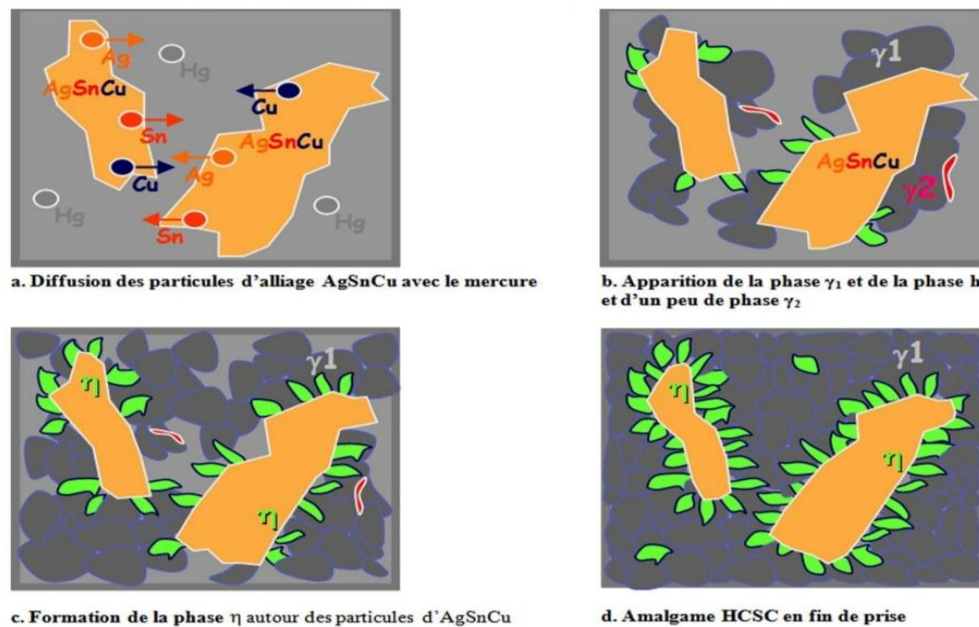 Ag
Hg
AgSnCu
Cu
Sn
AgSnCu
Cu
Ag
Hg
Hg
Sn
a. Diffusion des particules d'alliage AgSnCu avec le mercure
γ1
AgSnCu
γ2
b. Apparition de la phase γ₁ et de la phase h
et d'un peu de phase γ₂
γ1
η
η
c. Formation de la phase η autour des particules d'AgSnCu
γ1
η
η
d. Amalgame HCSC en fin de prise